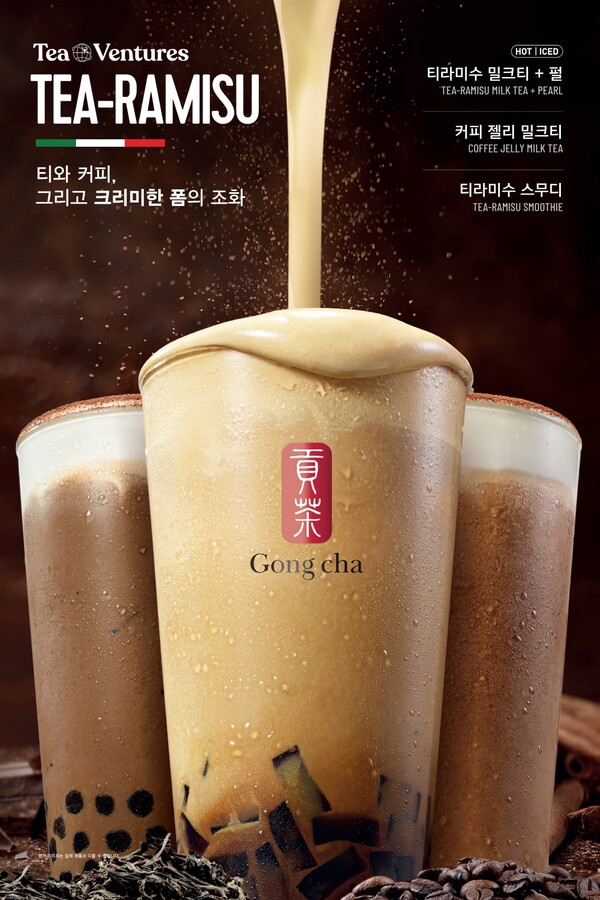 Tea Ventures
TEA-RAMISU
티와 커피,
그리고 크리미한 폼의 조화
HOT | ICED
티라미수 밀크티 + 펄
TEA-RAMISU MILK TEA + PEARL
커피 젤리 밀크티
COFFEE JELLY MILK TEA
티라미수 스무디
TEA-RAMISU SMOOTHIE
貢茶
Gong cha